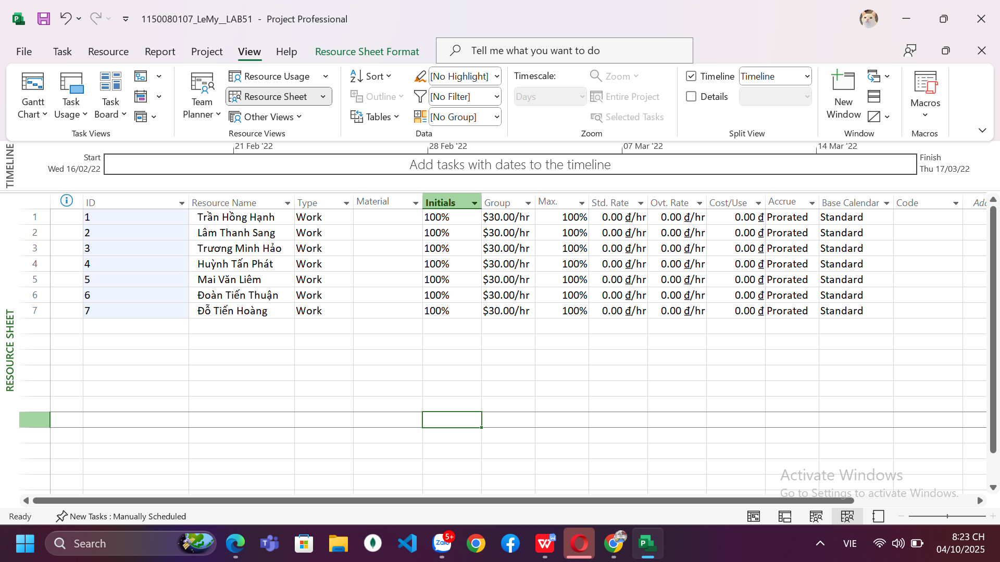 1150080107_LeMy__LAB51 - Project Professional
File Task Resource Report Project View Help Resource Sheet Format Tell me what you want to do
Gantt Chart
Task Usage
Task Board
Task Views
Team Planner
Resource Usage
Resource Sheet
Other Views
Resource Views
Sort
Outline
Tables
[No Highlight]
[No Filter]
[No Group]
Data
Timescale:
Days
Zoom
Entire Project
Selected Tasks
Zoom
Timeline Timeline
Details
Split View
New Window
Window
Macros
Macros
TIMELINE
21 Feb '22 28 Feb '22 07 Mar '22 14 Mar '22
Start
Wed 16/02/22
Add tasks with dates to the timeline
Finish
Thu 17/03/22
RESOURCE SHEET
ID Resource Name Type Material Initials Group Max. Std. Rate Ovt. Rate Cost/Use Accrue Base Calendar Code Add
1 1 Trần Hồng Hạnh Work 100% $30.00/hr 100% 0.00 ₫/hr 0.00 ₫/hr 0.00 ₫ Prorated Standard
2 2 Lâm Thanh Sang Work 100% $30.00/hr 100% 0.00 ₫/hr 0.00 ₫/hr 0.00 ₫ Prorated Standard
3 3 Trương Minh Hảo Work 100% $30.00/hr 100% 0.00 ₫/hr 0.00 ₫/hr 0.00 ₫ Prorated Standard
4 4 Huỳnh Tấn Phát Work 100% $30.00/hr 100% 0.00 ₫/hr 0.00 ₫/hr 0.00 ₫ Prorated Standard
5 5 Mai Văn Liêm Work 100% $30.00/hr 100% 0.00 ₫/hr 0.00 ₫/hr 0.00 ₫ Prorated Standard
6 6 Đoàn Tiến Thuận Work 100% $30.00/hr 100% 0.00 ₫/hr 0.00 ₫/hr 0.00 ₫ Prorated Standard
7 7 Đỗ Tiến Hoàng Work 100% $30.00/hr 100% 0.00 ₫/hr 0.00 ₫/hr 0.00 ₫ Prorated Standard
Activate Windows
Go to Settings to activate Windows.
Ready New Tasks : Manually Scheduled
Search
Zalo 5+
VIE
8:23 CH
04/10/2025